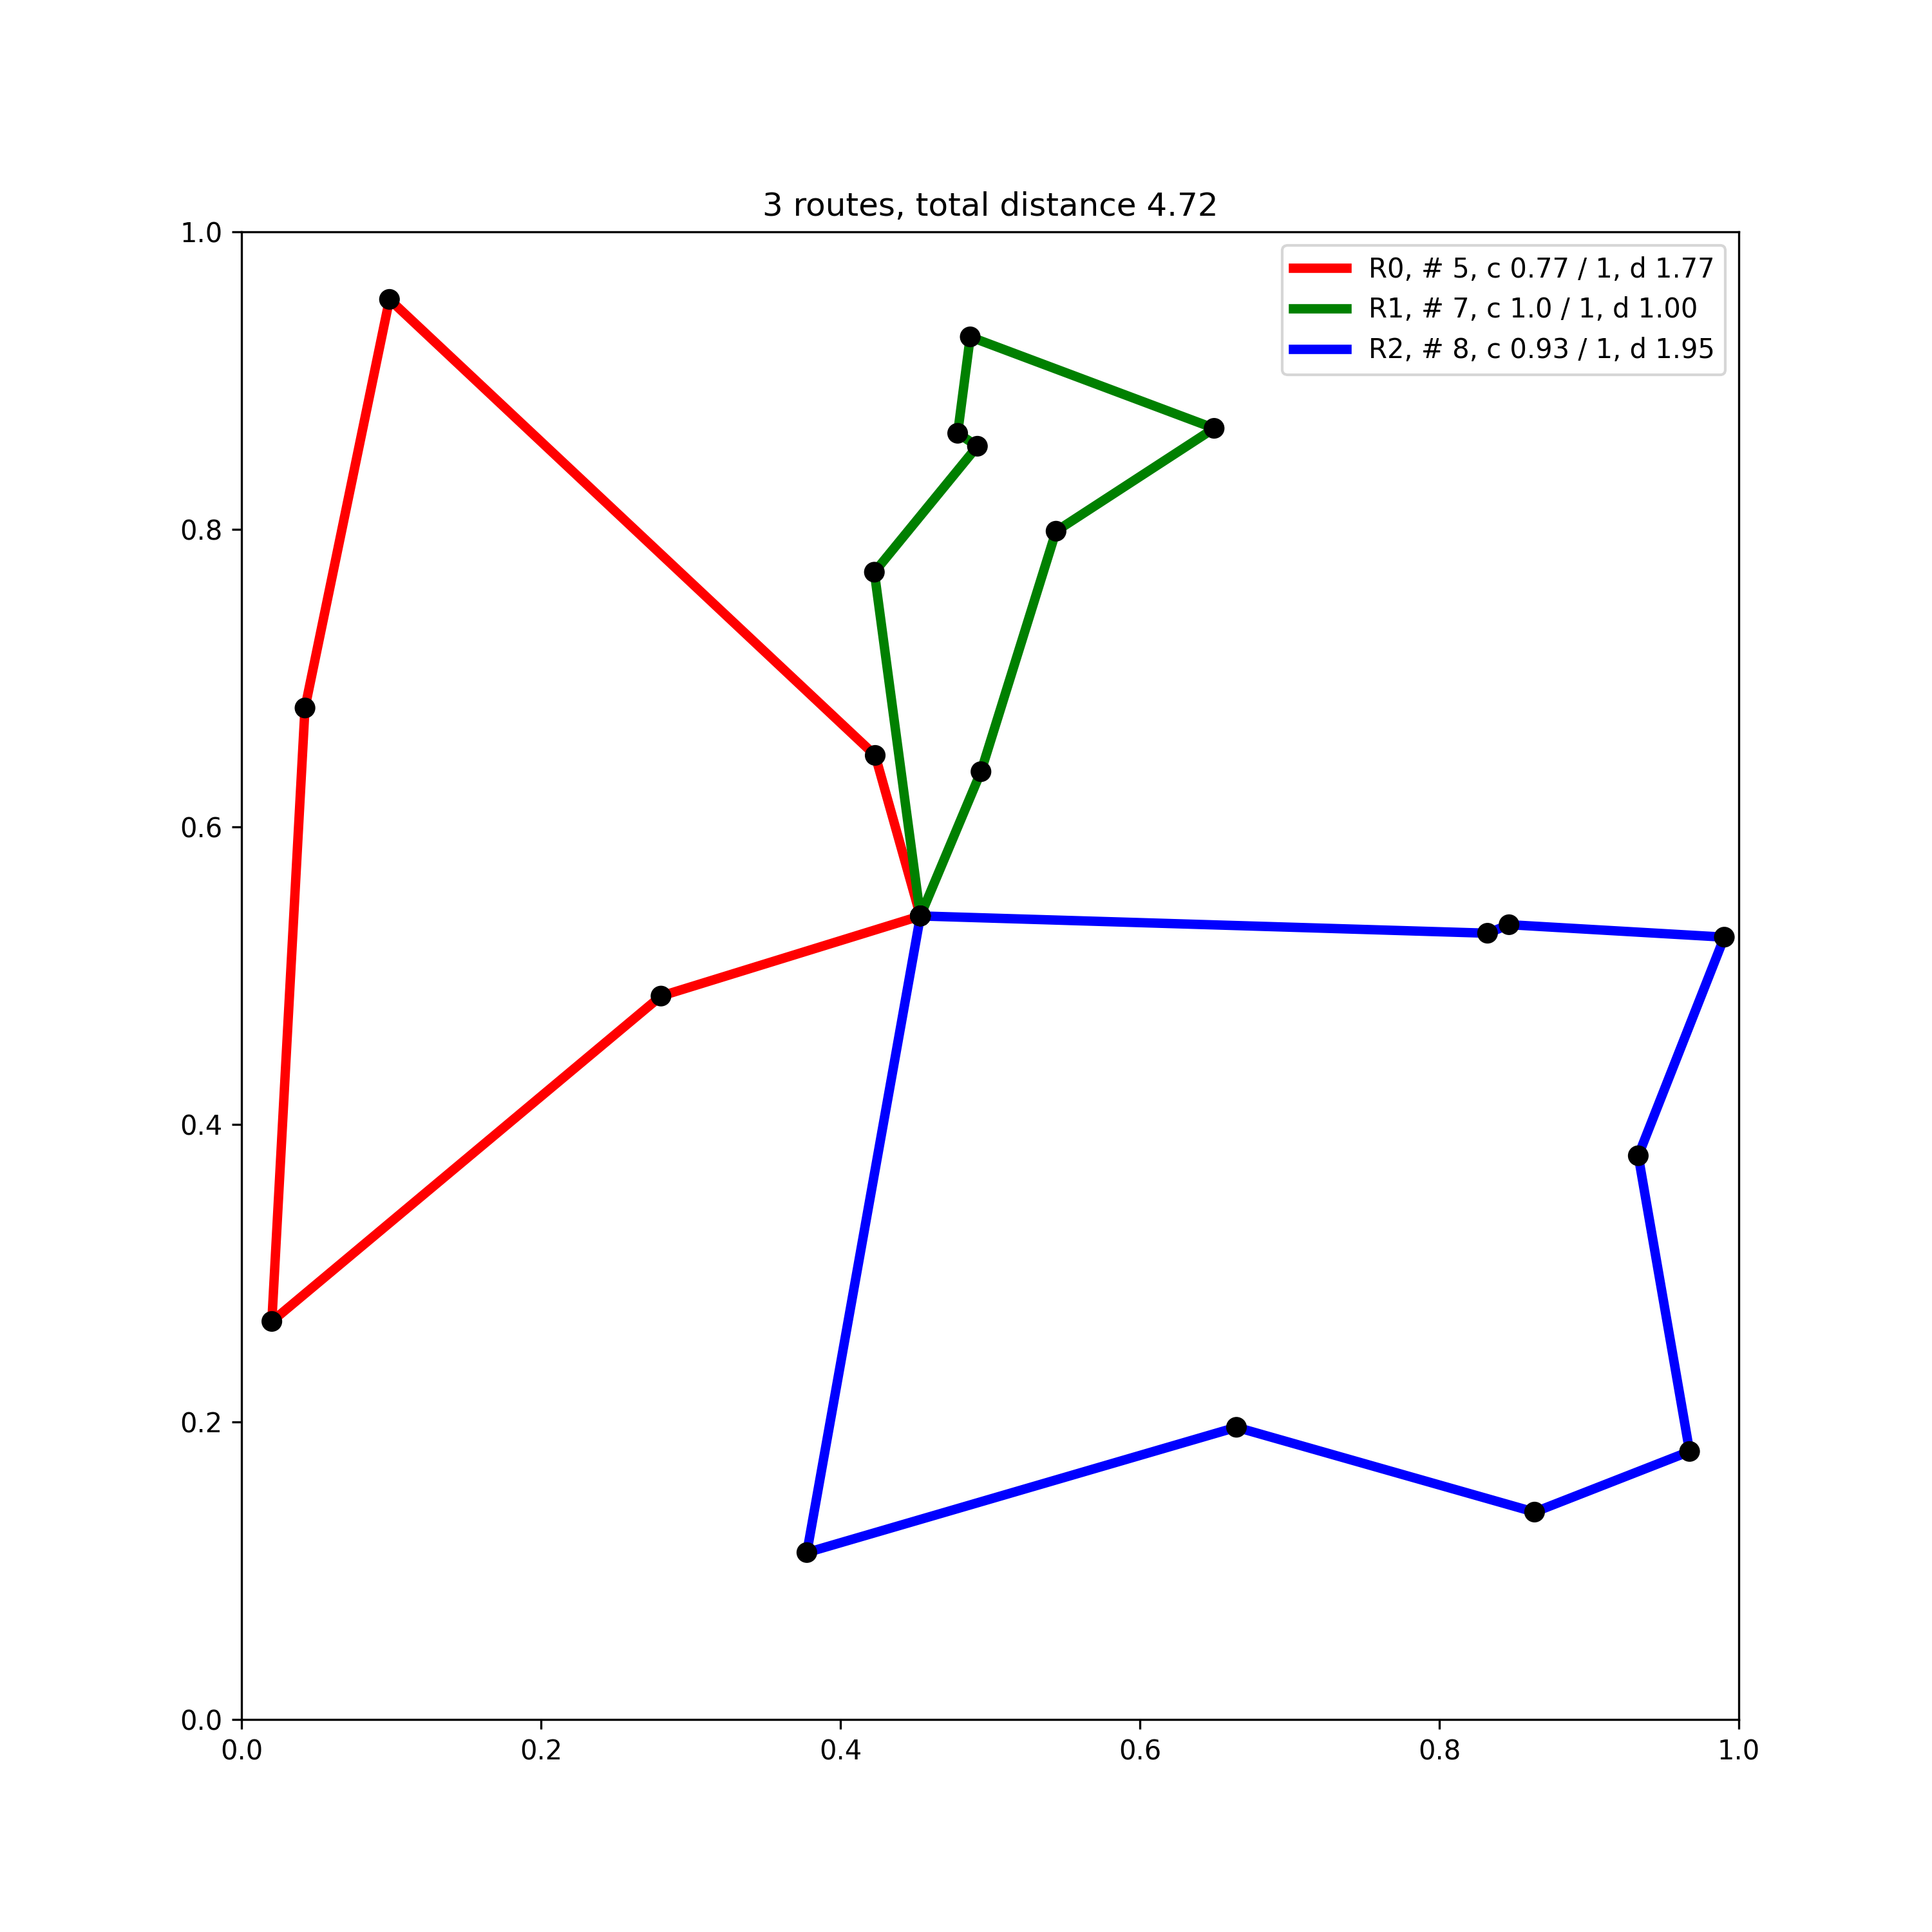 3 routes, total distance 4.72
R0, # 5, c 0.77 / 1, d 1.77
R1, # 7, c 1.0 / 1, d 1.00
R2, # 8, c 0.93 / 1, d 1.95
1.0
0.8
0.6
0.4
0.2
0.0
0.0 0.2 0.4 0.6 0.8 1.0